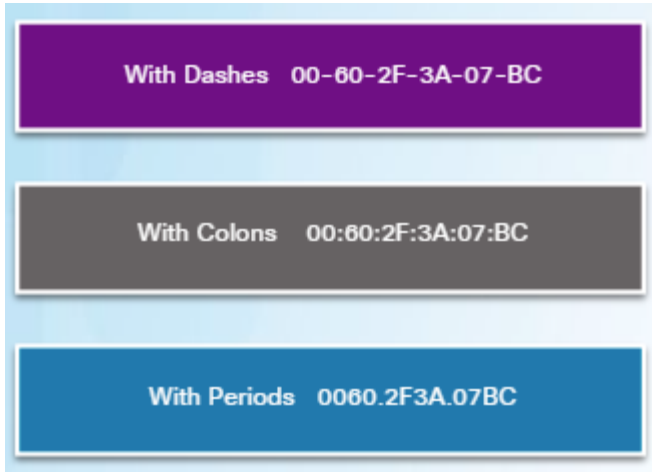 With Dashes 00-60-2F-3A-07-BC
With Colons 00:60:2F:3A:07:BC
With Periods 0060.2F3A.07BC